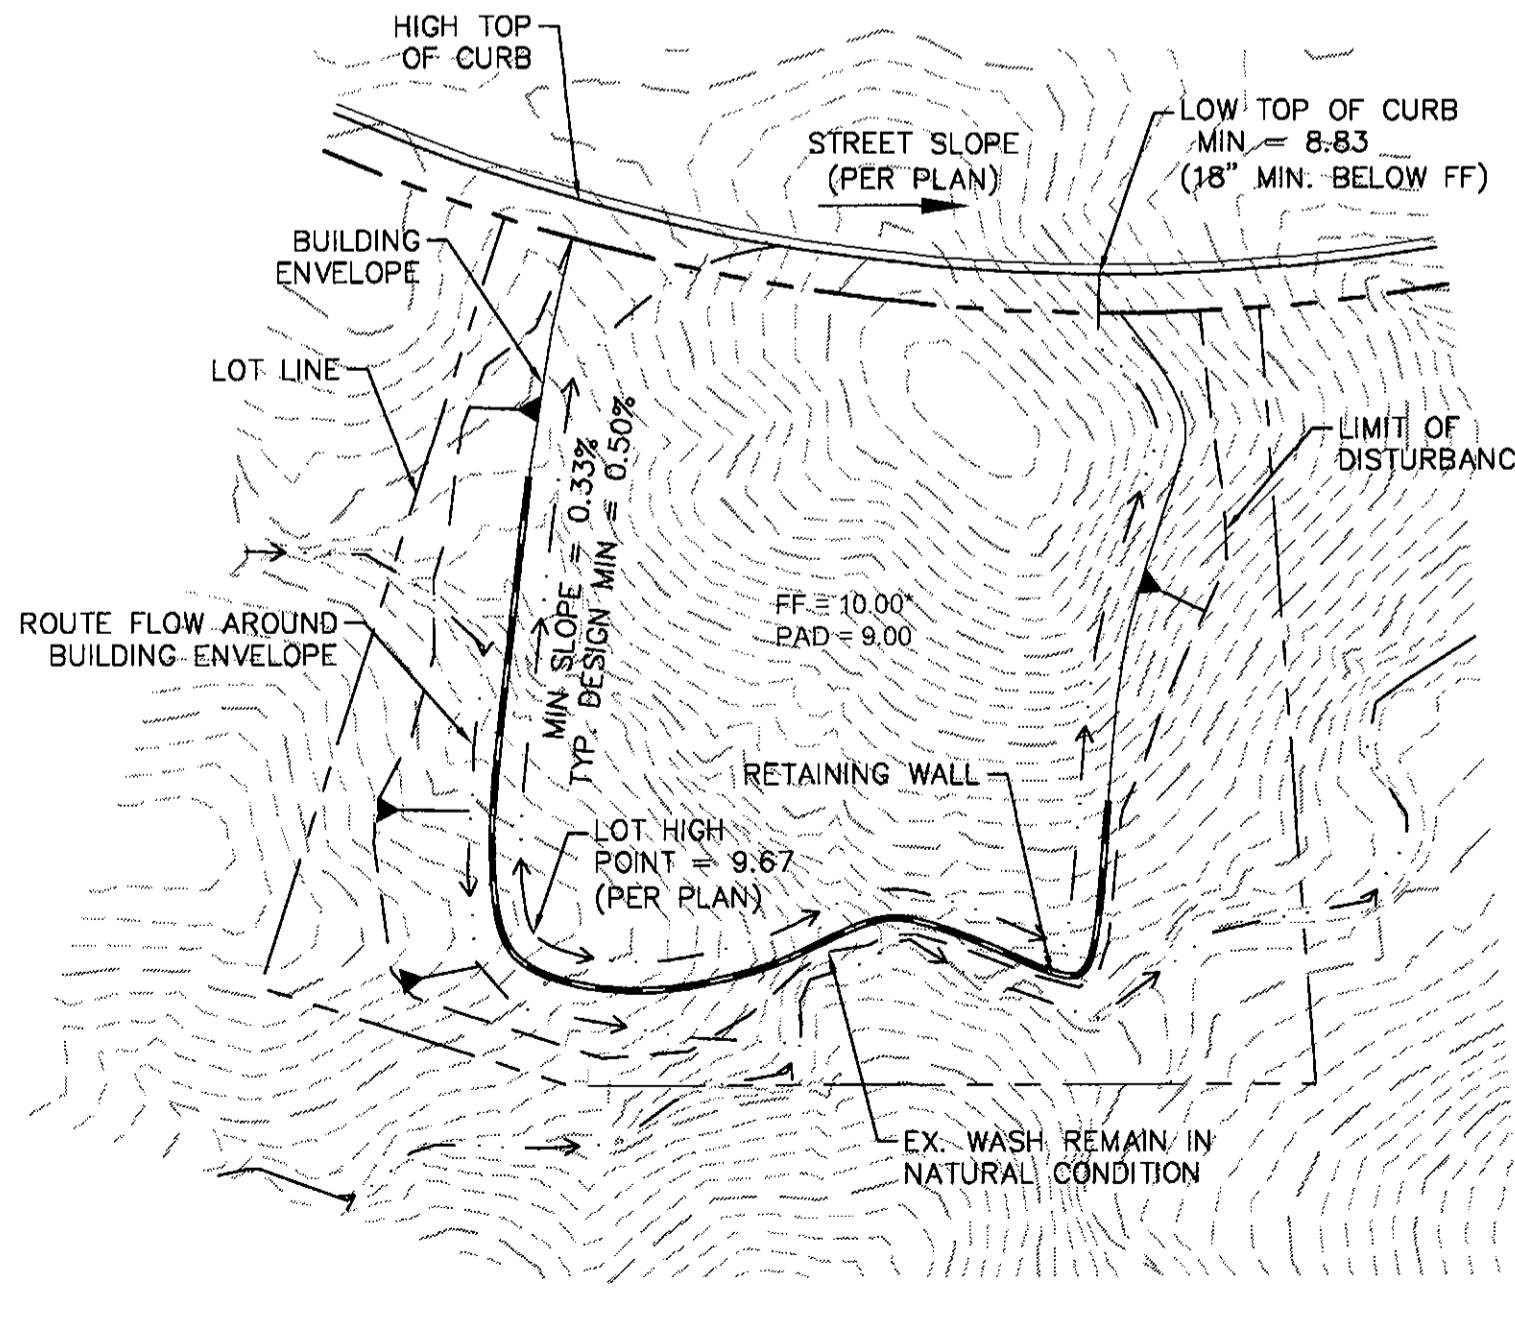 HIGH TOP
OF CURB
LOW TOP OF CURB
MIN = 8.83
(18" MIN. BELOW FF)
STREET SLOPE
(PER PLAN)
BUILDING
ENVELOPE
LOT LINE
MIN SLOPE = 0.33%
TYP. DESIGN MIN = 0.50%
LIMIT OF
DISTURBANC
FF = 10.00*
PAD = 9.00
ROUTE FLOW AROUND
BUILDING ENVELOPE
RETAINING WALL
LOT HIGH
POINT = 9.67
(PER PLAN)
EX. WASH REMAIN IN
NATURAL CONDITION